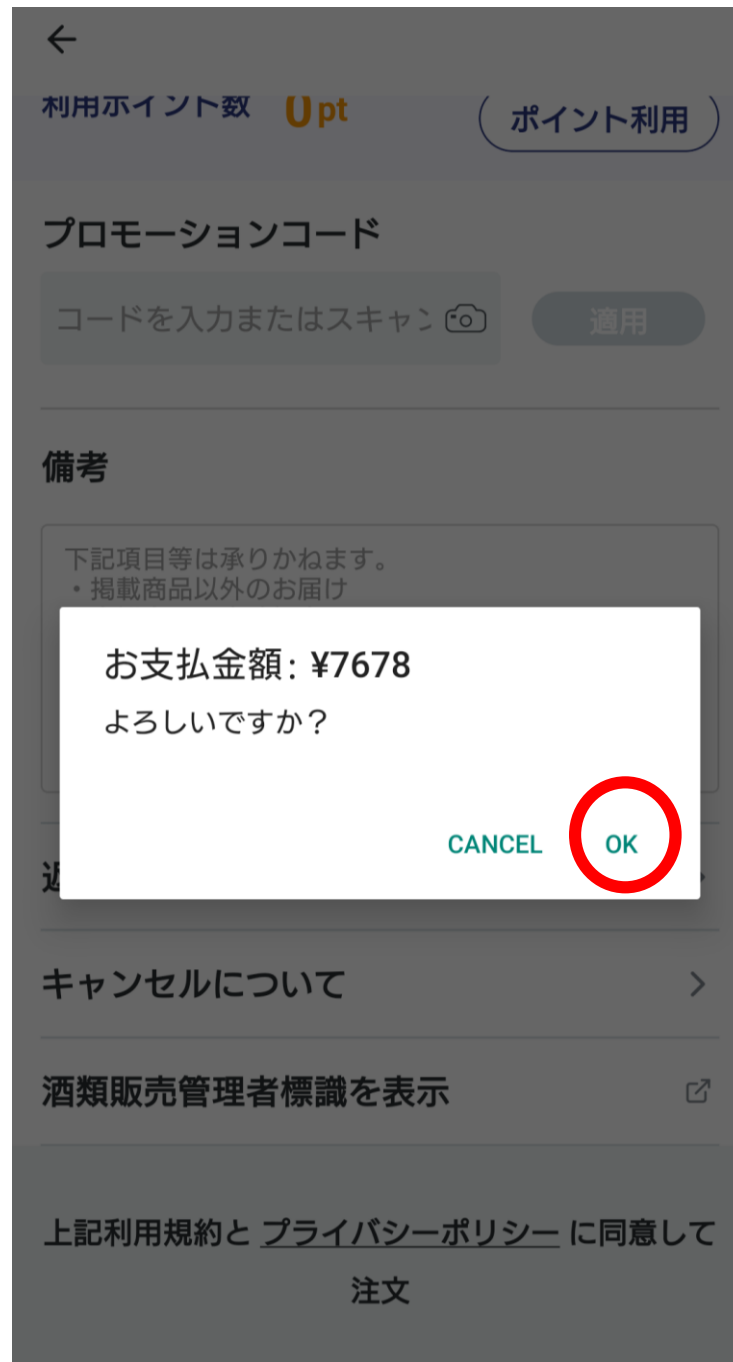 利用ポイント数 0pt ポイント利用
プロモーションコード
コードを入力またはスキャン 適用
備考
下記項目等は承りかねます。
・掲載商品以外のお届け
お支払金額: ¥7678
よろしいですか？
CANCEL OK
キャンセルについて
酒類販売管理者標識を表示
上記利用規約と プライバシーポリシー に同意して
注文